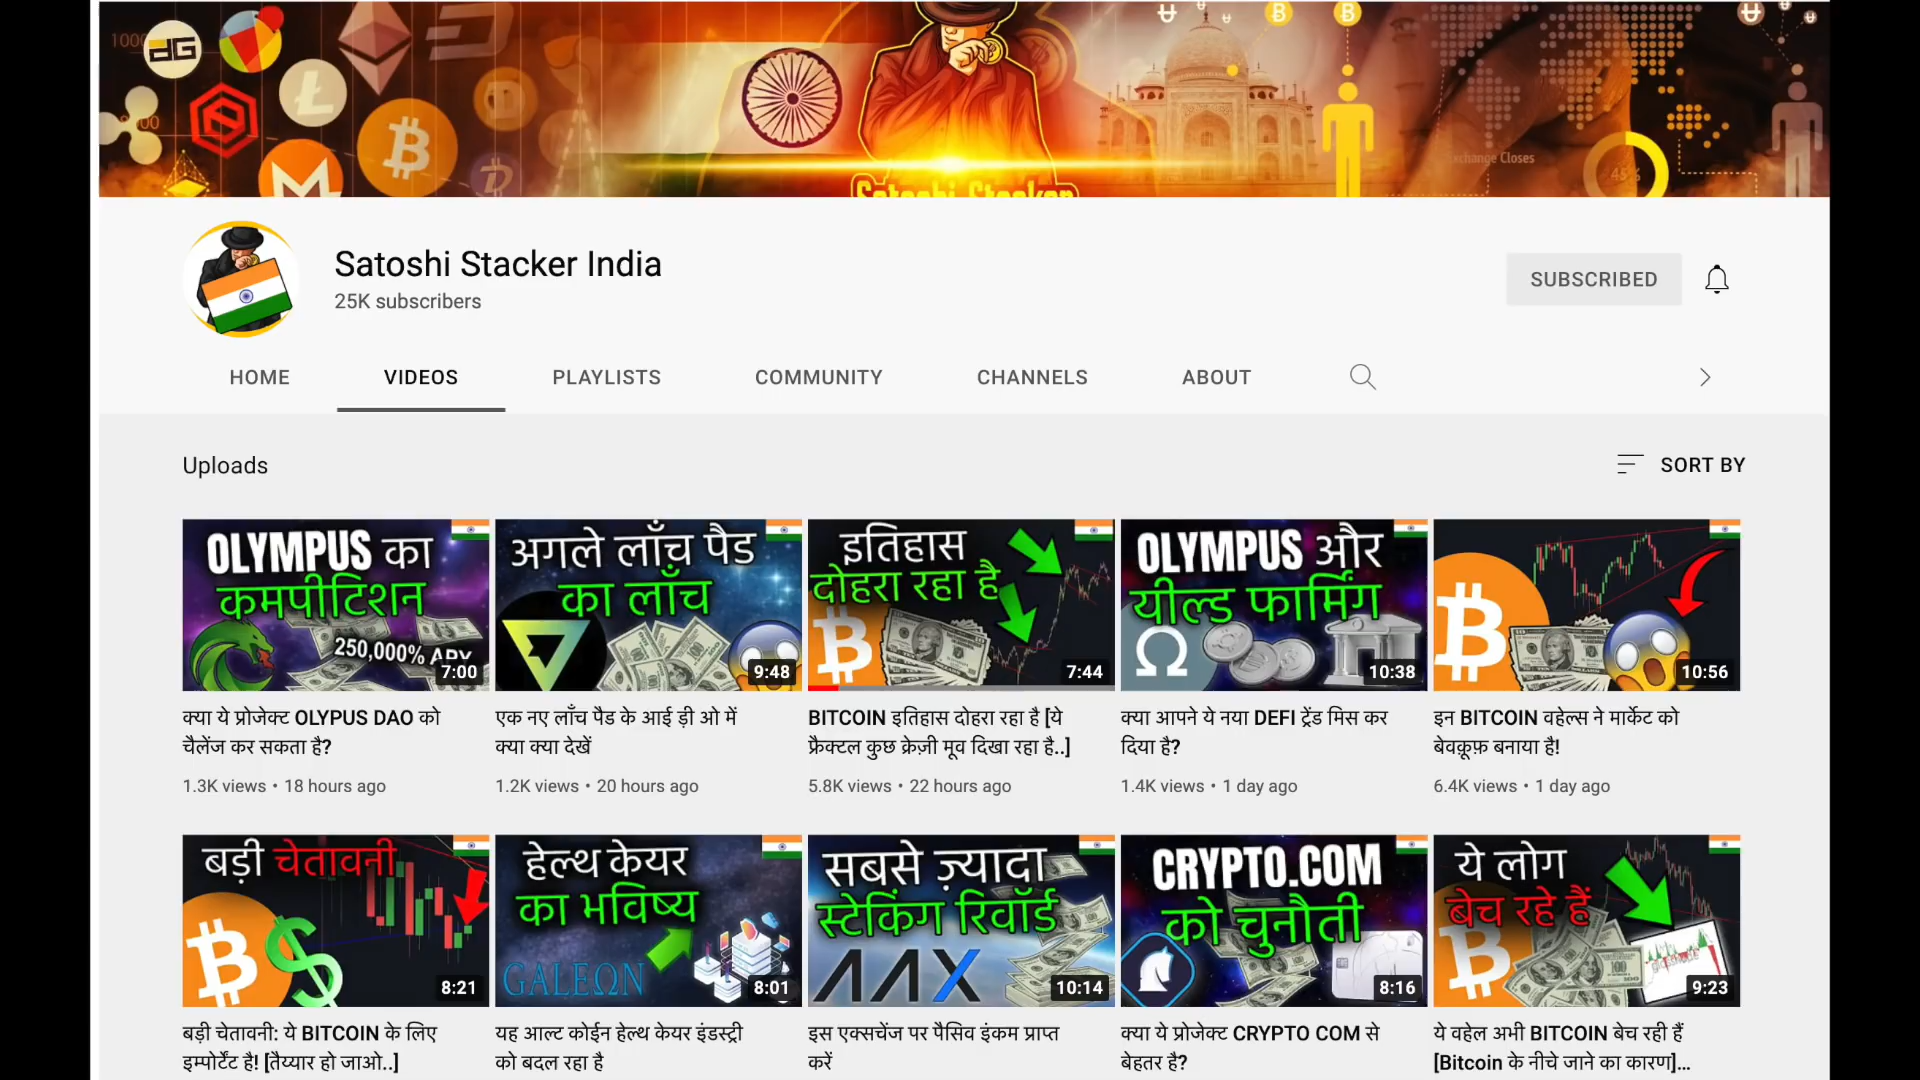 dG
Satoshi Stacker
Exchange Closes
45%
Satoshi Stacker India
25K subscribers
SUBSCRIBED
HOME
VIDEOS
PLAYLISTS
COMMUNITY
CHANNELS
ABOUT
Uploads
SORT BY
OLYMPUS का
कमपीटिशन
250,000% APY
7:00
अगले लाँच पैड
का लाँच
9:48
इतिहास
दोहरा रहा है
7:44
OLYMPUS और
यील्ड फार्मिंग
10:38
10:56
क्या ये प्रोजेक्ट OLYPUS DAO को
चैलेंज कर सकता है?
1.3K views • 18 hours ago
एक नए लाँच पैड के आई ड़ी ओ में
क्या क्या देखें
1.2K views • 20 hours ago
BITCOIN इतिहास दोहरा रहा है [ये
फ्रैक्टल कुछ क्रेज़ी मूव दिखा रहा है..]
5.8K views • 22 hours ago
क्या आपने ये नया DEFI ट्रेंड मिस कर
दिया है?
1.4K views • 1 day ago
इन BITCOIN वहेल्स ने मार्केट को
बेवक़ूफ़ बनाया है!
6.4K views • 1 day ago
बड़ी चेतावनी
8:21
हेल्थ केयर
का भविष्य
GALEON
8:01
सबसे ज़्यादा
स्टेकिंग रिवॉर्ड
AAX
10:14
CRYPTO.COM
को चुनौती
8:16
ये लोग
बेच रहे हैं
9:23
बड़ी चेतावनी: ये BITCOIN के लिए
इम्पोर्टेंट है! [तैय्यार हो जाओ..]
यह आल्ट कोईन हेल्थ केयर इंडस्ट्री
को बदल रहा है
इस एक्सचेंज पर पैसिव इंकम प्राप्त
करें
क्या ये प्रोजेक्ट CRYPTO COM से
बेहतर है?
ये वहेल अभी BITCOIN बेच रही हैं
[Bitcoin के नीचे जाने का कारण]...